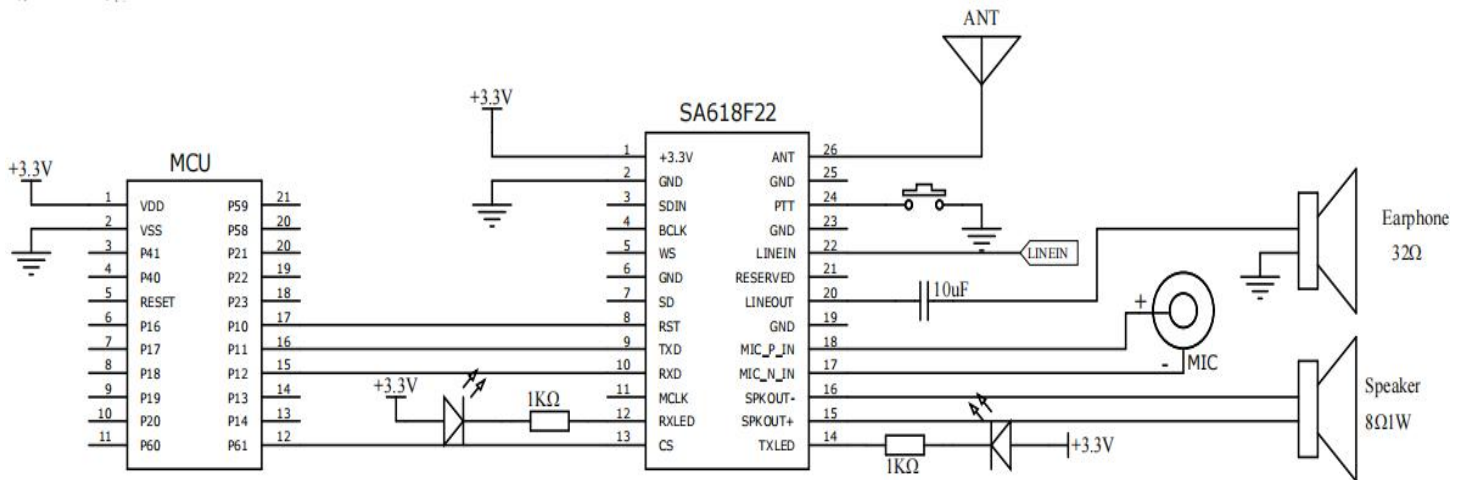 ANT
+3.3V
SA618F22
MCU
+3.3V
1 VDD P59 21
2 VSS P58 20
3 P41 P21 20
4 P40 P22 19
5 RESET P23 18
6 P16 P10 17
7 P17 P11 16
8 P18 P12 15
9 P19 P13 14
10 P20 P14 13
11 P60 P61 12
1 +3.3V ANT 26
2 GND GND 25
3 SDIN PTT 24
4 BCLK GND 23
5 WS LINEIN 22
6 GND RESERVED 21
7 SD LINEOUT 20
8 RST GND 19
9 TXD MIC_P_IN 18
10 RXD MIC_N_IN 17
11 MCLK SPKOUT- 16
12 RXLED SPKOUT+ 15
13 CS TXLED 14
+3.3V
1KΩ
LINEIN
10uF
Earphone
32Ω
+
-
MIC
Speaker
8Ω1W
1KΩ
+3.3V